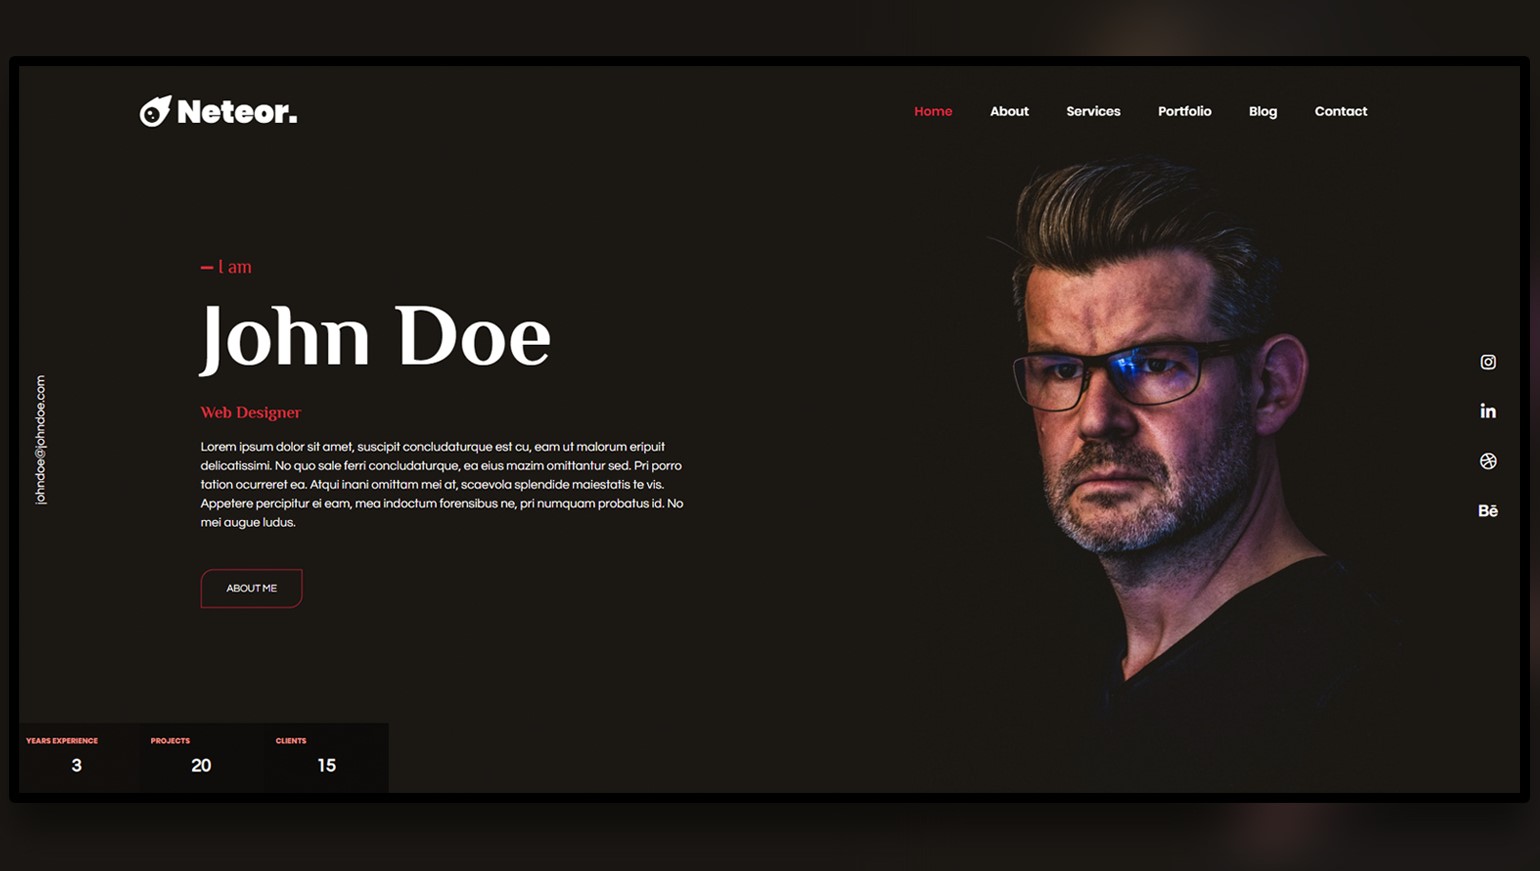 Neteor.
Home About Services Portfolio Blog Contact
I am
John Doe
Web Designer
Lorem ipsum dolor sit amet, suscipit concludaturque est cu, eam ut malorum eripuit
delicatissimi. No quo sale ferri concludaturque, ea eius mazim omittantur sed. Pri porro
tation ocurreret ea. Atqui inani omittam mei at, scaevola splendide maiestatis te vis.
Appetere percipitur ei eam, mea indoctum forensibus ne, pri numquam probatus id. No
mei augue ludus.
ABOUT ME
johndoe@johndoe.com
in
Bē
YEARS EXPERIENCE PROJECTS CLIENTS
3 20 15